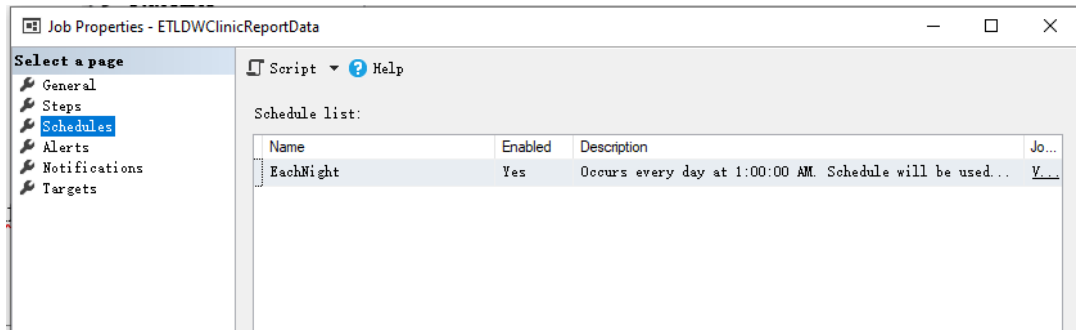 Job Properties - ETLDWClinicReportData
Select a page
General
Steps
Schedules
Alerts
Notifications
Targets
Script Help
Schedule list:
Name Enabled Description Jo...
EachNight Yes Occurs every day at 1:00:00 AM. Schedule will be used... V...